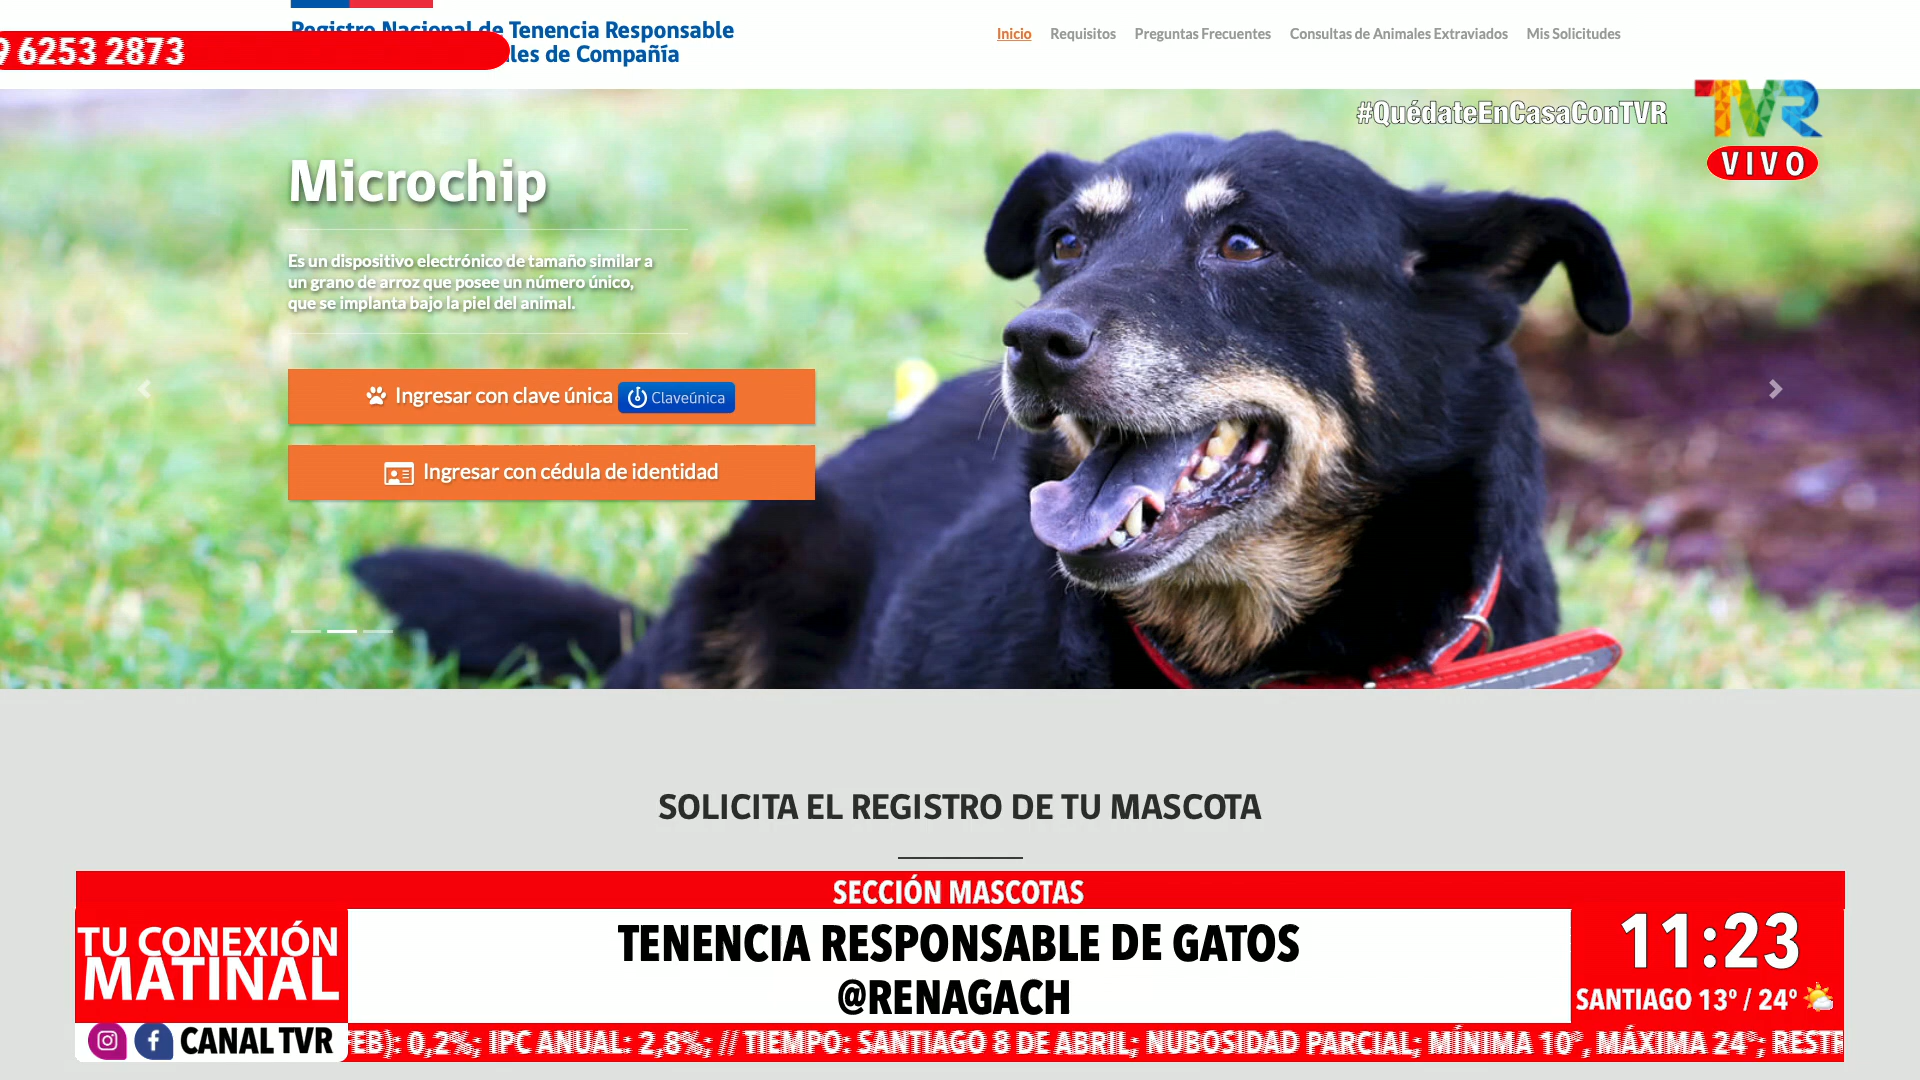 Registro Nacional de Tenencia Responsable
les de Compañía
9 6253 2873
Inicio
Requisitos
Preguntas Frecuentes
Consultas de Animales Extraviados
Mis Solicitudes
#QuédateEnCasaConTVR
TVR
VIVO
Microchip
Es un dispositivo electrónico de tamaño similar a
un grano de arroz que posee un número único,
que se implanta bajo la piel del animal.
Ingresar con clave única Claveúnica
Ingresar con cédula de identidad
SOLICITA EL REGISTRO DE TU MASCOTA
SECCIÓN MASCOTAS
TU CONEXIÓN
MATINAL
TENENCIA RESPONSABLE DE GATOS
@RENAGACH
11:23
SANTIAGO 13º / 24º
CANAL TVR
FEB): 0,2%; IPC ANUAL: 2,8%; // TIEMPO: SANTIAGO 8 DE ABRIL; NUBOSIDAD PARCIAL; MÍNIMA 10º, MÁXIMA 24º; REST